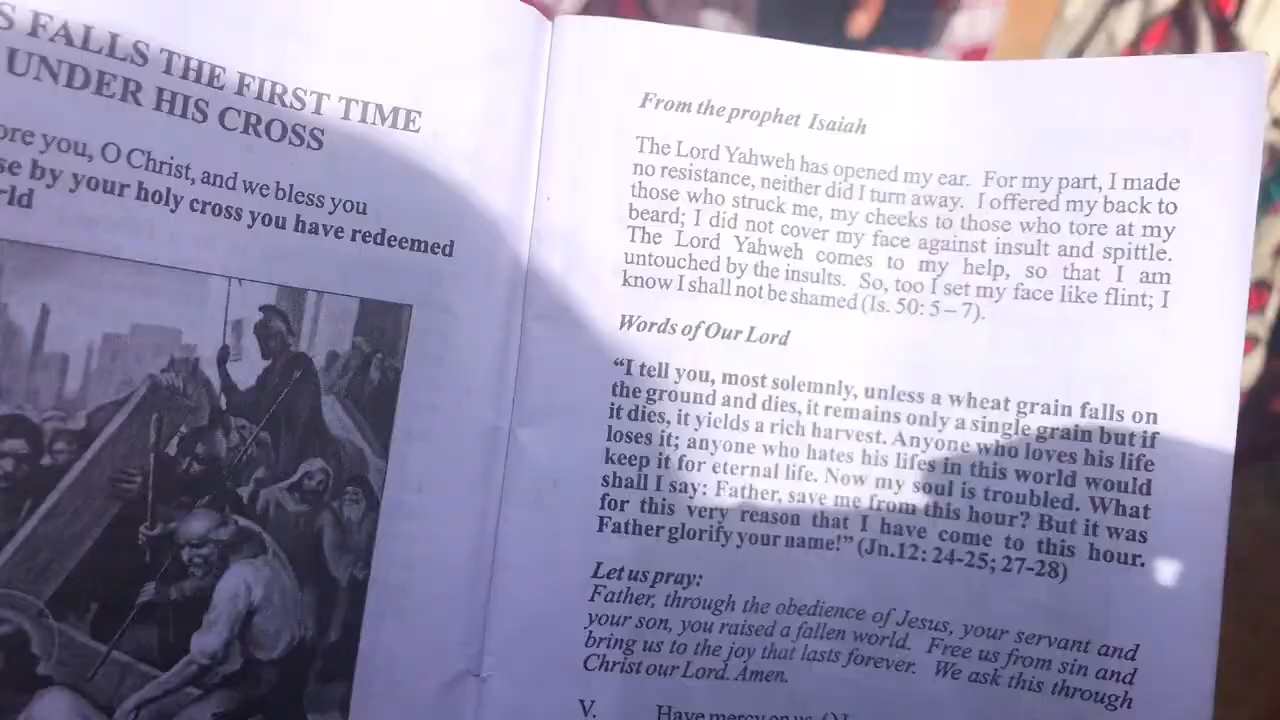 S FALLS THE FIRST TIME
UNDER HIS CROSS
ore you, O Christ, and we bless you
se by your holy cross you have redeemed
rld
From the prophet Isaiah
The Lord Yahweh has opened my ear. For my part, I made
no resistance, neither did I turn away. I offered my back to
those who struck me, my cheeks to those who tore at my
beard; I did not cover my face against insult and spittle.
The Lord Yahweh comes to my help, so that I am
untouched by the insults. So, too I set my face like flint; I
know I shall not be shamed (Is. 50: 5 – 7).
Words of Our Lord
“I tell you, most solemnly, unless a wheat grain falls on
the ground and dies, it remains only a single grain but if
it dies, it yields a rich harvest. Anyone who loves his life
loses it; anyone who hates his lifes in this world would
keep it for eternal life. Now my soul is troubled. What
shall I say: Father, save me from this hour? But it was
for this very reason that I have come to this hour.
Father glorify your name!” (Jn.12: 24-25; 27-28)
Let us pray:
Father, through the obedience of Jesus, your servant and
your son, you raised a fallen world. Free us from sin and
bring us to the joy that lasts forever. We ask this through
Christ our Lord. Amen.
V. Have mercy on us,